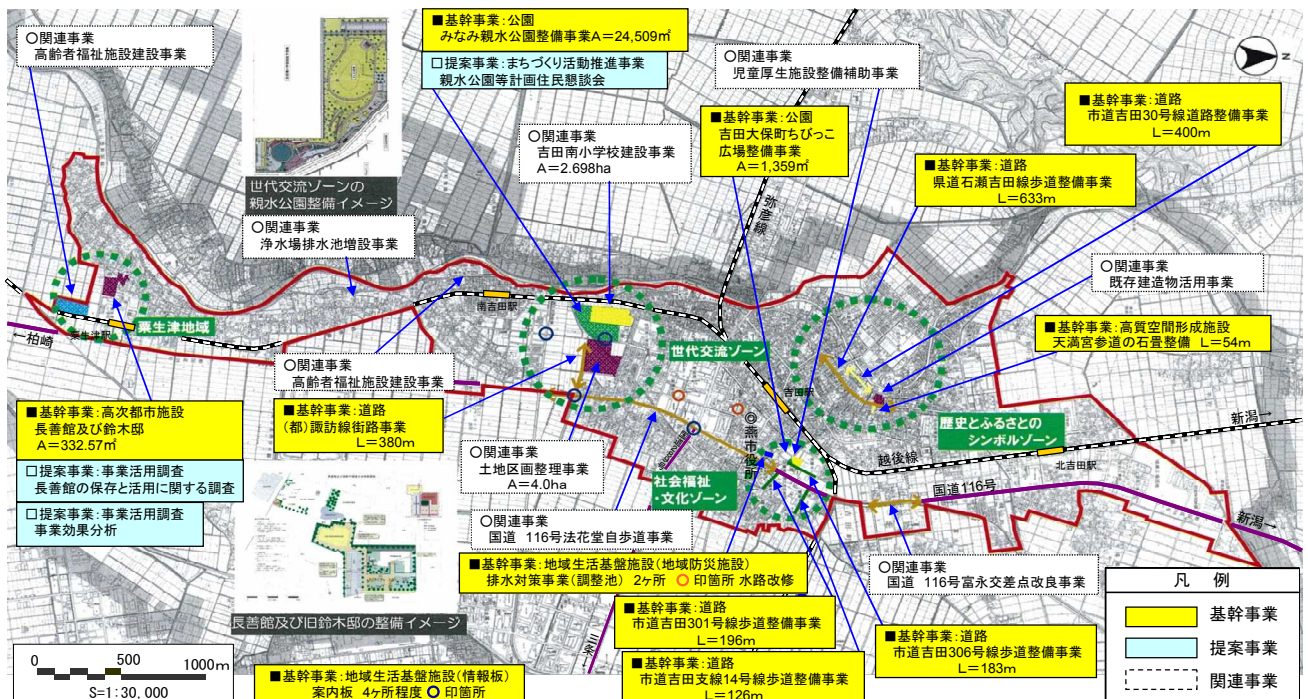 〇関連事業
高齢者福祉施設建設事業
■基幹事業:公園
みなみ親水公園整備事業A=24,509㎡
□提案事業:まちづくり活動推進事業
親水公園等計画住民懇談会
〇関連事業
児童厚生施設整備補助事業
N
■基幹事業:道路
市道吉田30号線道路整備事業
L=400m
■基幹事業:公園
吉田大保町ちびっこ
広場整備事業
A=1,359㎡
〇関連事業
吉田南小学校建設事業
A=2.698ha
■基幹事業:道路
県道石瀬吉田線歩道整備事業
L=633m
世代交流ゾーンの
親水公園整備イメージ
弥彦線
〇関連事業
浄水場排水池増設事業
〇関連事業
既存建造物活用事業
■基幹事業:高質空間形成施設
天満宮参道の石畳整備 L=54m
南吉田駅
粟生津地域
粟生津駅
←柏崎
世代交流ゾーン
吉田駅
〇関連事業
高齢者福祉施設建設事業
■基幹事業:高次都市施設
長善館及び鈴木邸
A=332.57㎡
■基幹事業:道路
(都)諏訪線街路事業
L=380m
◎燕市役所
歴史とふるさとの
シンボルゾーン
新潟→
越後線
北吉田駅
〇関連事業
土地区画整理事業
A=4.0ha
□提案事業:事業活用調査
長善館の保存と活用に関する調査
社会福祉
・文化ゾーン
国道116号
□提案事業:事業活用調査
事業効果分析
〇関連事業
国道 116号法花堂自歩道事業
新潟→
■基幹事業:地域生活基盤施設(地域防災施設)
排水対策事業(調整池) 2ヶ所 〇 印箇所 水路改修
〇関連事業
国道 116号富永交差点改良事業
長善館及び旧鈴木邸の整備イメージ
■基幹事業:道路
市道吉田301号線歩道整備事業
L=196m
■基幹事業:道路
市道吉田306号線歩道整備事業
L=183m
三条←
■基幹事業:道路
市道吉田支線14号線歩道整備事業
L=126m
■基幹事業:地域生活基盤施設(情報板)
案内板 4ヶ所程度 〇 印箇所
0 500 1000m
S=1:30,000
凡 例
基幹事業
提案事業
関連事業